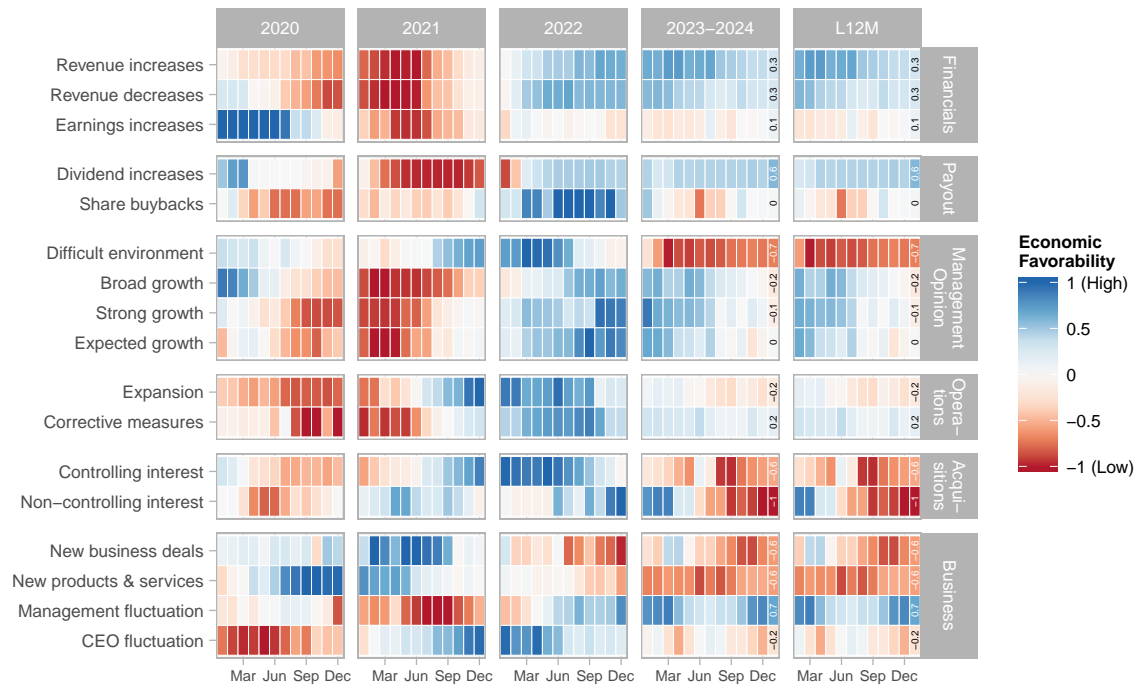 2020 2021 2022 2023–2024 L12M
Revenue increases 0.3 0.3
Revenue decreases 0.3 0.3
Earnings increases 0.1 0.1
Financials
Dividend increases 0.6 0.6
Share buybacks 0 0
Payout
Difficult environment −0.7 −0.7
Broad growth −0.2 −0.2
Strong growth −0.1 −0.1
Expected growth 0 0
Management
Opinion
Expansion −0.2 −0.2
Corrective measures 0.2 0.2
Opera–
tions
Controlling interest −0.6 −0.6
Non–controlling interest −1 −1
Acqui–
sitions
New business deals −0.6 −0.6
New products & services −0.6 −0.6
Management fluctuation 0.7 0.7
CEO fluctuation −0.2 −0.2
Business
Mar Jun Sep Dec Mar Jun Sep Dec Mar Jun Sep Dec Mar Jun Sep Dec Mar Jun Sep Dec
Economic
Favorability
1 (High)
0.5
0
−0.5
−1 (Low)